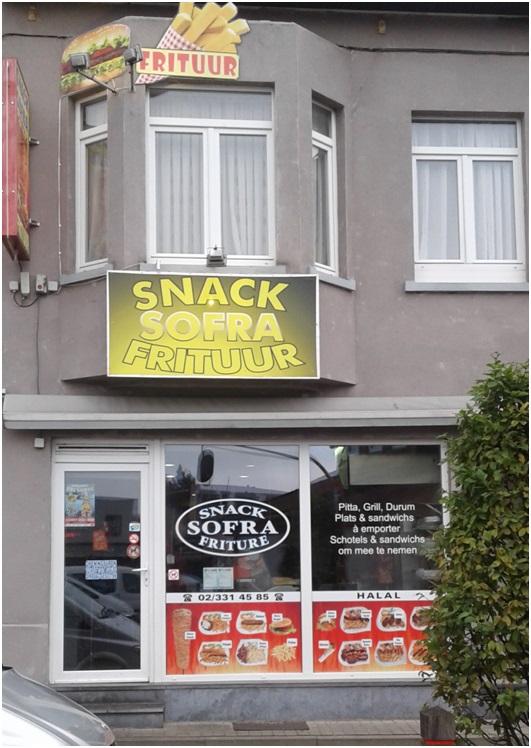 FRITUUR
SNACK
SOFRA
FRITUUR
SNACK
SOFRA
FRITURE
Pitta, Grill, Durum
Plats & sandwichs
à emporter
Schotels & sandwichs
om mee te nemen
☎ 02/331 45 85 ☎
HALAL